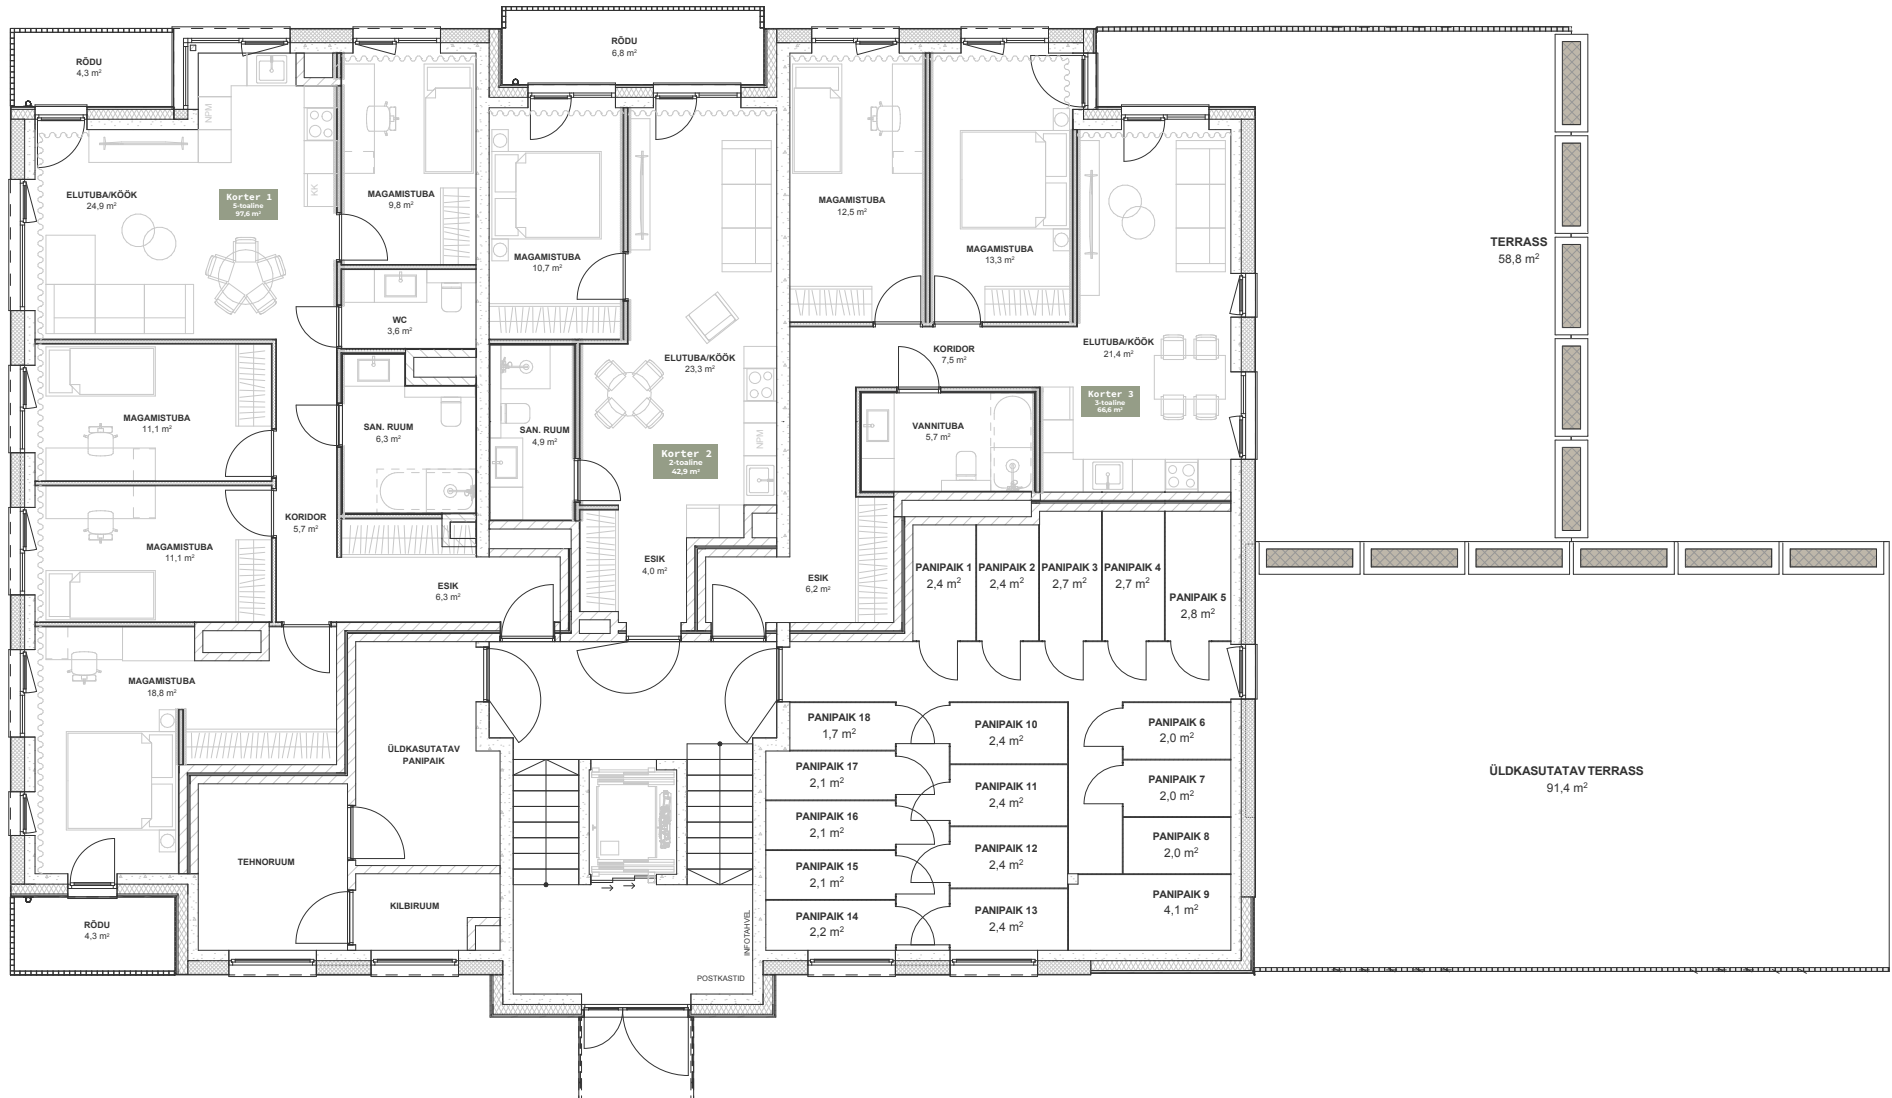 RÕDU
4,3 m²
RÕDU
6,8 m²
NPM
KK
ELUTUBA/KÖÖK
24,9 m²
Korter 1
5-toaline
97,6 m²
MAGAMISTUBA
9,8 m²
MAGAMISTUBA
10,7 m²
MAGAMISTUBA
12,5 m²
MAGAMISTUBA
13,3 m²
TERRASS
58,8 m²
WC
3,6 m²
ELUTUBA/KÖÖK
23,3 m²
KORIDOR
7,5 m²
ELUTUBA/KÖÖK
21,4 m²
Korter 3
3-toaline
66,6 m²
MAGAMISTUBA
11,1 m²
SAN. RUUM
6,3 m²
SAN. RUUM
4,9 m²
NPM
Korter 2
2-toaline
42,9 m²
VANNITUBA
5,7 m²
KORIDOR
5,7 m²
MAGAMISTUBA
11,1 m²
ESIK
6,3 m²
ESIK
4,0 m²
ESIK
6,2 m²
PANIPAIK 1
2,4 m²
PANIPAIK 2
2,4 m²
PANIPAIK 3
2,7 m²
PANIPAIK 4
2,7 m²
PANIPAIK 5
2,8 m²
MAGAMISTUBA
18,8 m²
ÜLDKASUTATAV
PANIPAIK
PANIPAIK 18
1,7 m²
PANIPAIK 10
2,4 m²
PANIPAIK 6
2,0 m²
PANIPAIK 17
2,1 m²
PANIPAIK 11
2,4 m²
PANIPAIK 7
2,0 m²
ÜLDKASUTATAV TERRASS
91,4 m²
PANIPAIK 16
2,1 m²
PANIPAIK 12
2,4 m²
PANIPAIK 8
2,0 m²
TEHNORUUM
PANIPAIK 15
2,1 m²
PANIPAIK 9
4,1 m²
KILBIRUUM
PANIPAIK 14
2,2 m²
PANIPAIK 13
2,4 m²
RÕDU
4,3 m²
INFOTAHVEL
POSTKASTID